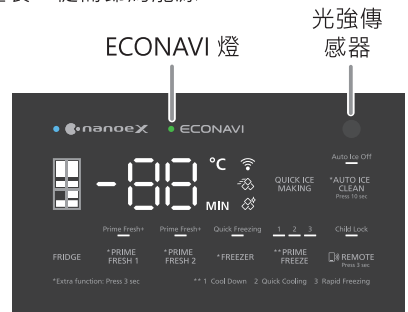 光強傳
感器
ECONAVI 燈
nanoeX ECONAVI
-88 °C
MIN
QUICK ICE
MAKING
Auto Ice Off
*AUTO ICE
CLEAN
Press 10 sec
Prime Fresh+ Prime Fresh+ Quick Freezing 1 2 3 Child Lock
FRIDGE
*PRIME
FRESH 1
*PRIME
FRESH 2
*FREEZER
**PRIME
FREEZE
REMOTE
Press 3 sec
*Extra function: Press 3 sec ** 1 Cool Down 2 Quick Cooling 3 Rapid Freezing